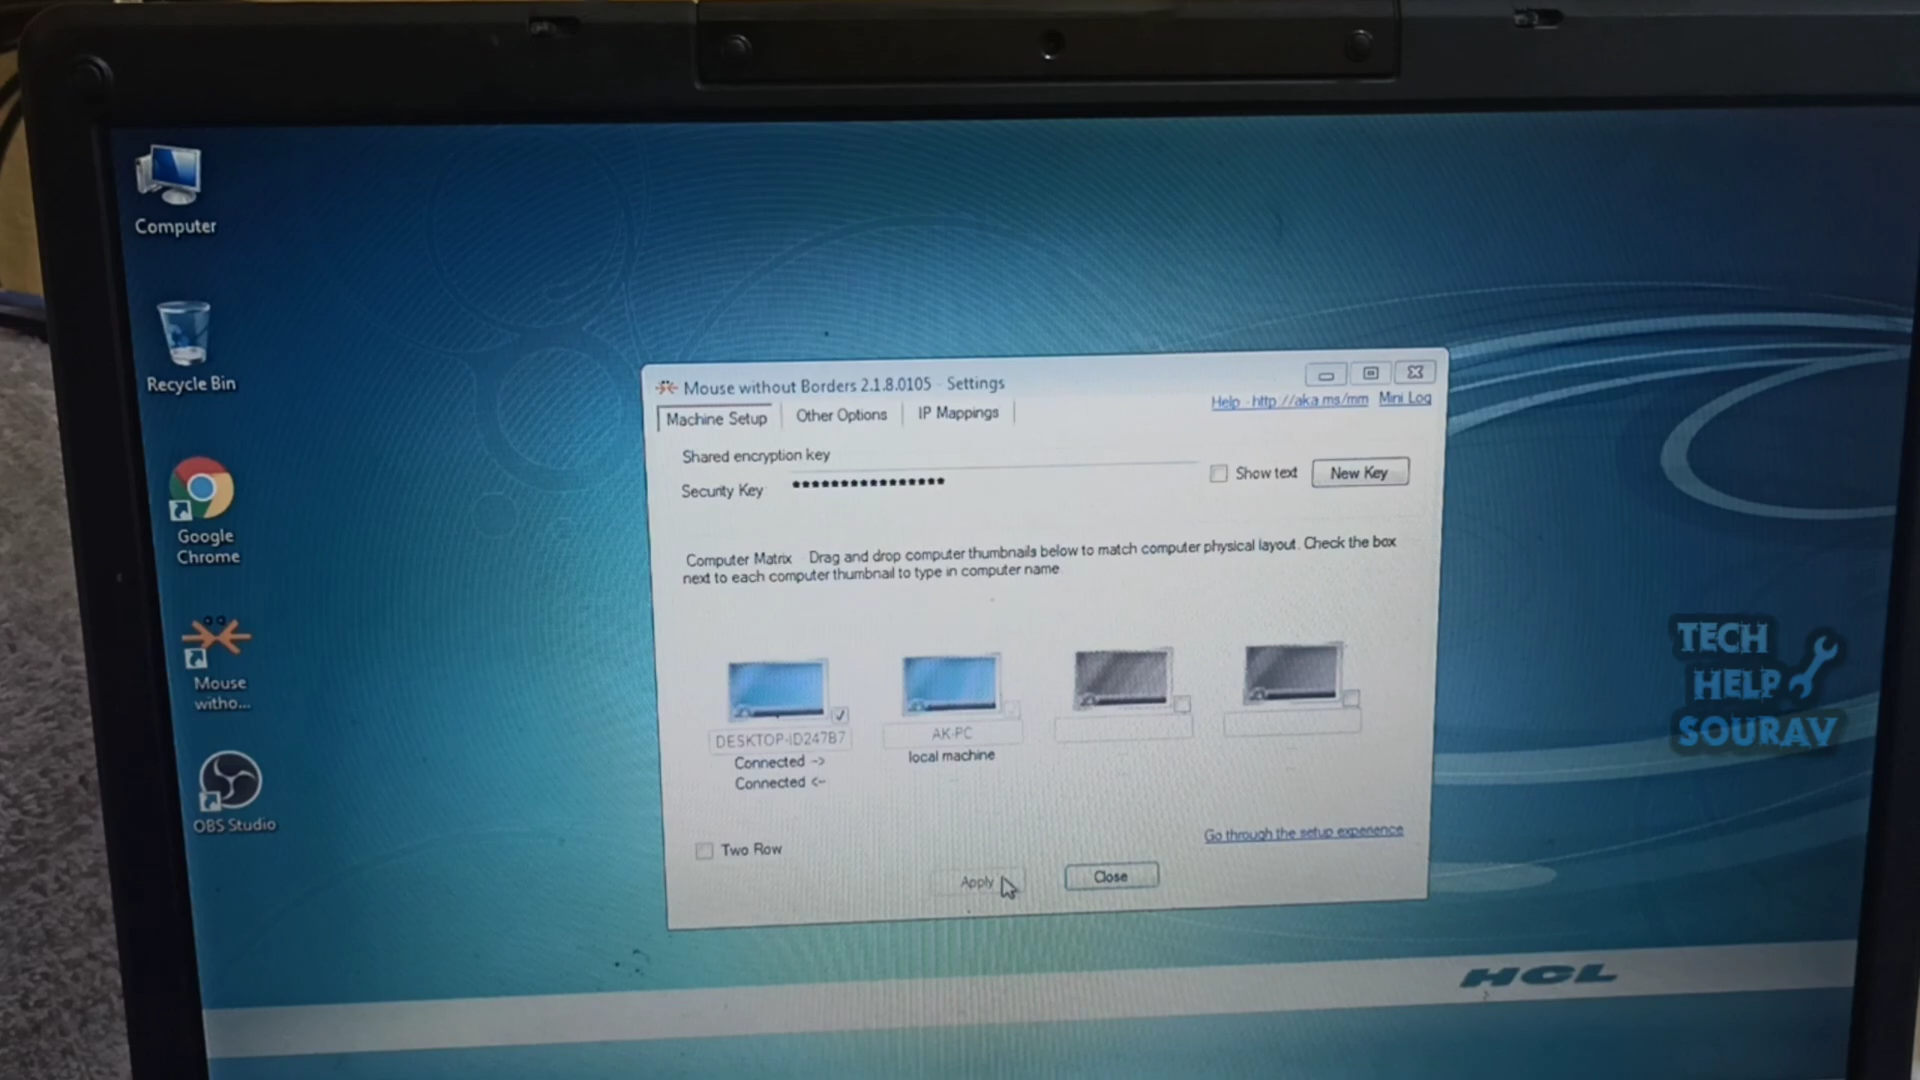 Computer
Recycle Bin
Google
Chrome
Mouse
witho...
OBS Studio
Mouse without Borders 2.1.8.0105 - Settings
Machine Setup
Other Options
IP Mappings
Help - http://aka.ms/mm
Mini Log
Shared encryption key
Security Key
****************
Show text
New Key
Computer Matrix Drag and drop computer thumbnails below to match computer physical layout. Check the box
next to each computer thumbnail to type in computer name
DESKTOP-ID247B7
Connected ->
Connected <-
AK-PC
local machine
Two Row
Go through the setup experience
Apply
Close
TECH
HELP
SOURAV
HCL